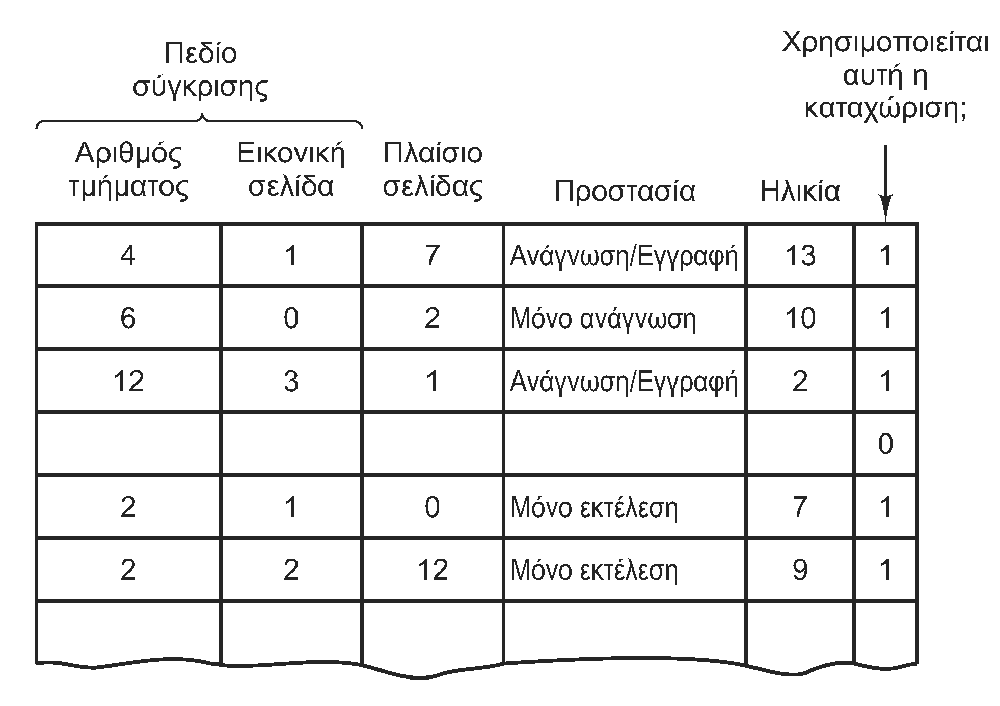 Πεδίο
σύγκρισης
Χρησιμοποιείται
αυτή η
καταχώριση;
Αριθμός
τμήματος
Εικονική
σελίδα
Πλαίσιο
σελίδας
Προστασία
Ηλικία
4 1 7 Ανάγνωση/Εγγραφή 13 1
6 0 2 Μόνο ανάγνωση 10 1
12 3 1 Ανάγνωση/Εγγραφή 2 1
0
2 1 0 Μόνο εκτέλεση 7 1
2 2 12 Μόνο εκτέλεση 9 1